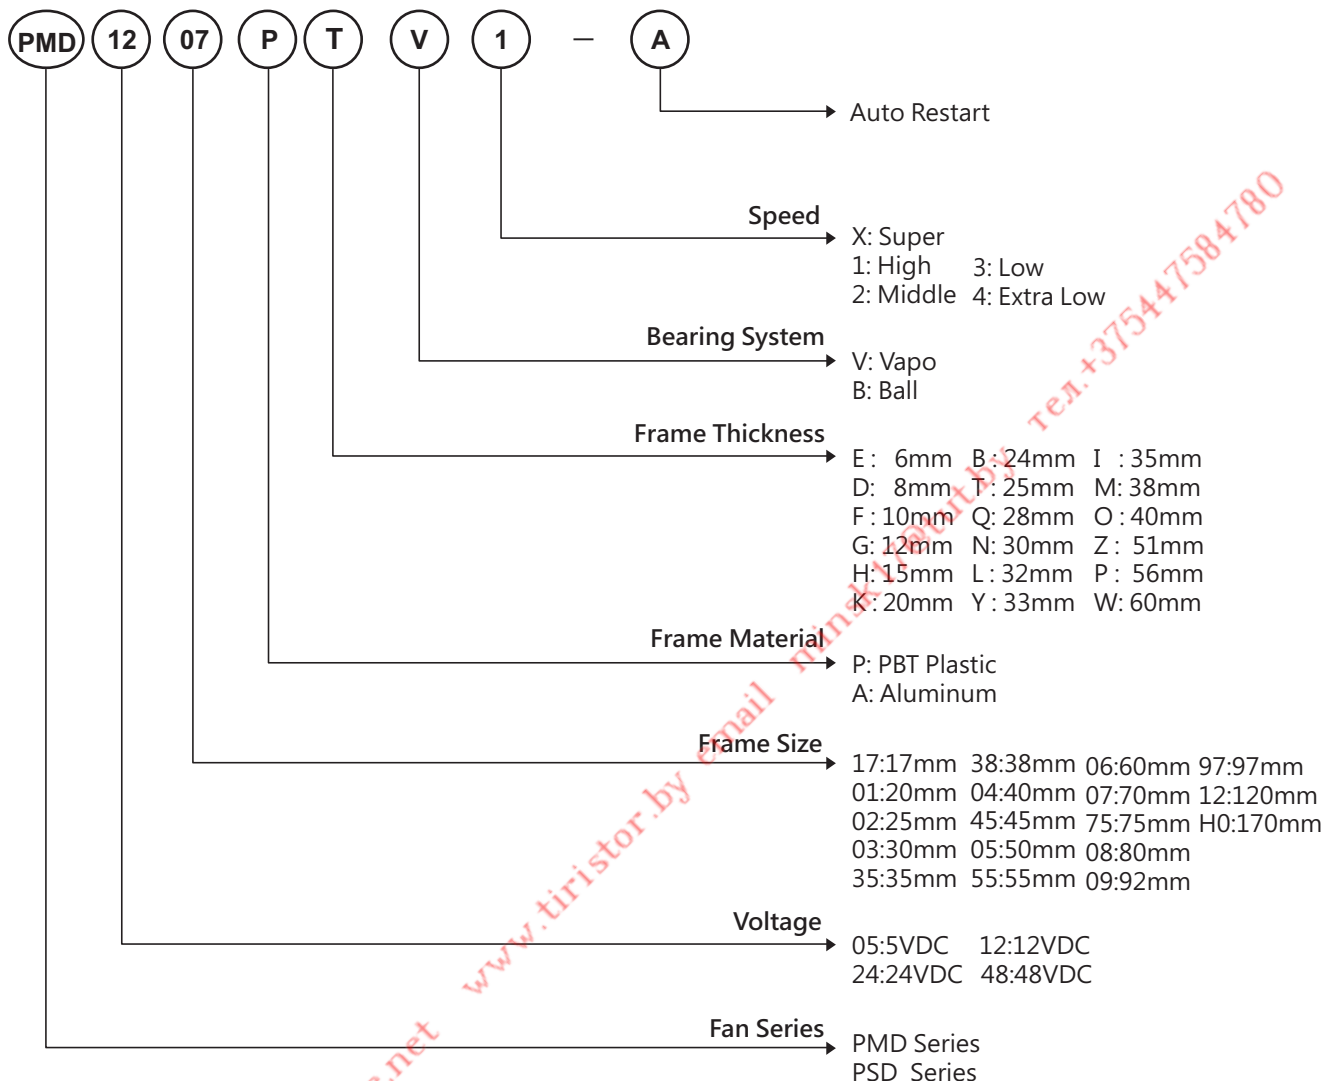 PMD 12 07 P T V 1 – A
Auto Restart
Speed
X: Super
1: High 3: Low
2: Middle 4: Extra Low
Bearing System
V: Vapo
B: Ball
Frame Thickness
E : 6mm B : 24mm I : 35mm
D: 8mm T : 25mm M: 38mm
F : 10mm Q: 28mm O : 40mm
G: 12mm N: 30mm Z : 51mm
H: 15mm L : 32mm P : 56mm
K : 20mm Y : 33mm W: 60mm
Frame Material
P: PBT Plastic
A: Aluminum
Frame Size
17:17mm 38:38mm 06:60mm 97:97mm
01:20mm 04:40mm 07:70mm 12:120mm
02:25mm 45:45mm 75:75mm H0:170mm
03:30mm 05:50mm 08:80mm
35:35mm 55:55mm 09:92mm
Voltage
05:5VDC 12:12VDC
24:24VDC 48:48VDC
Fan Series
PMD Series
PSD Series
.net www.tiristor.by email minsk17@tut.by тел.+375447584780